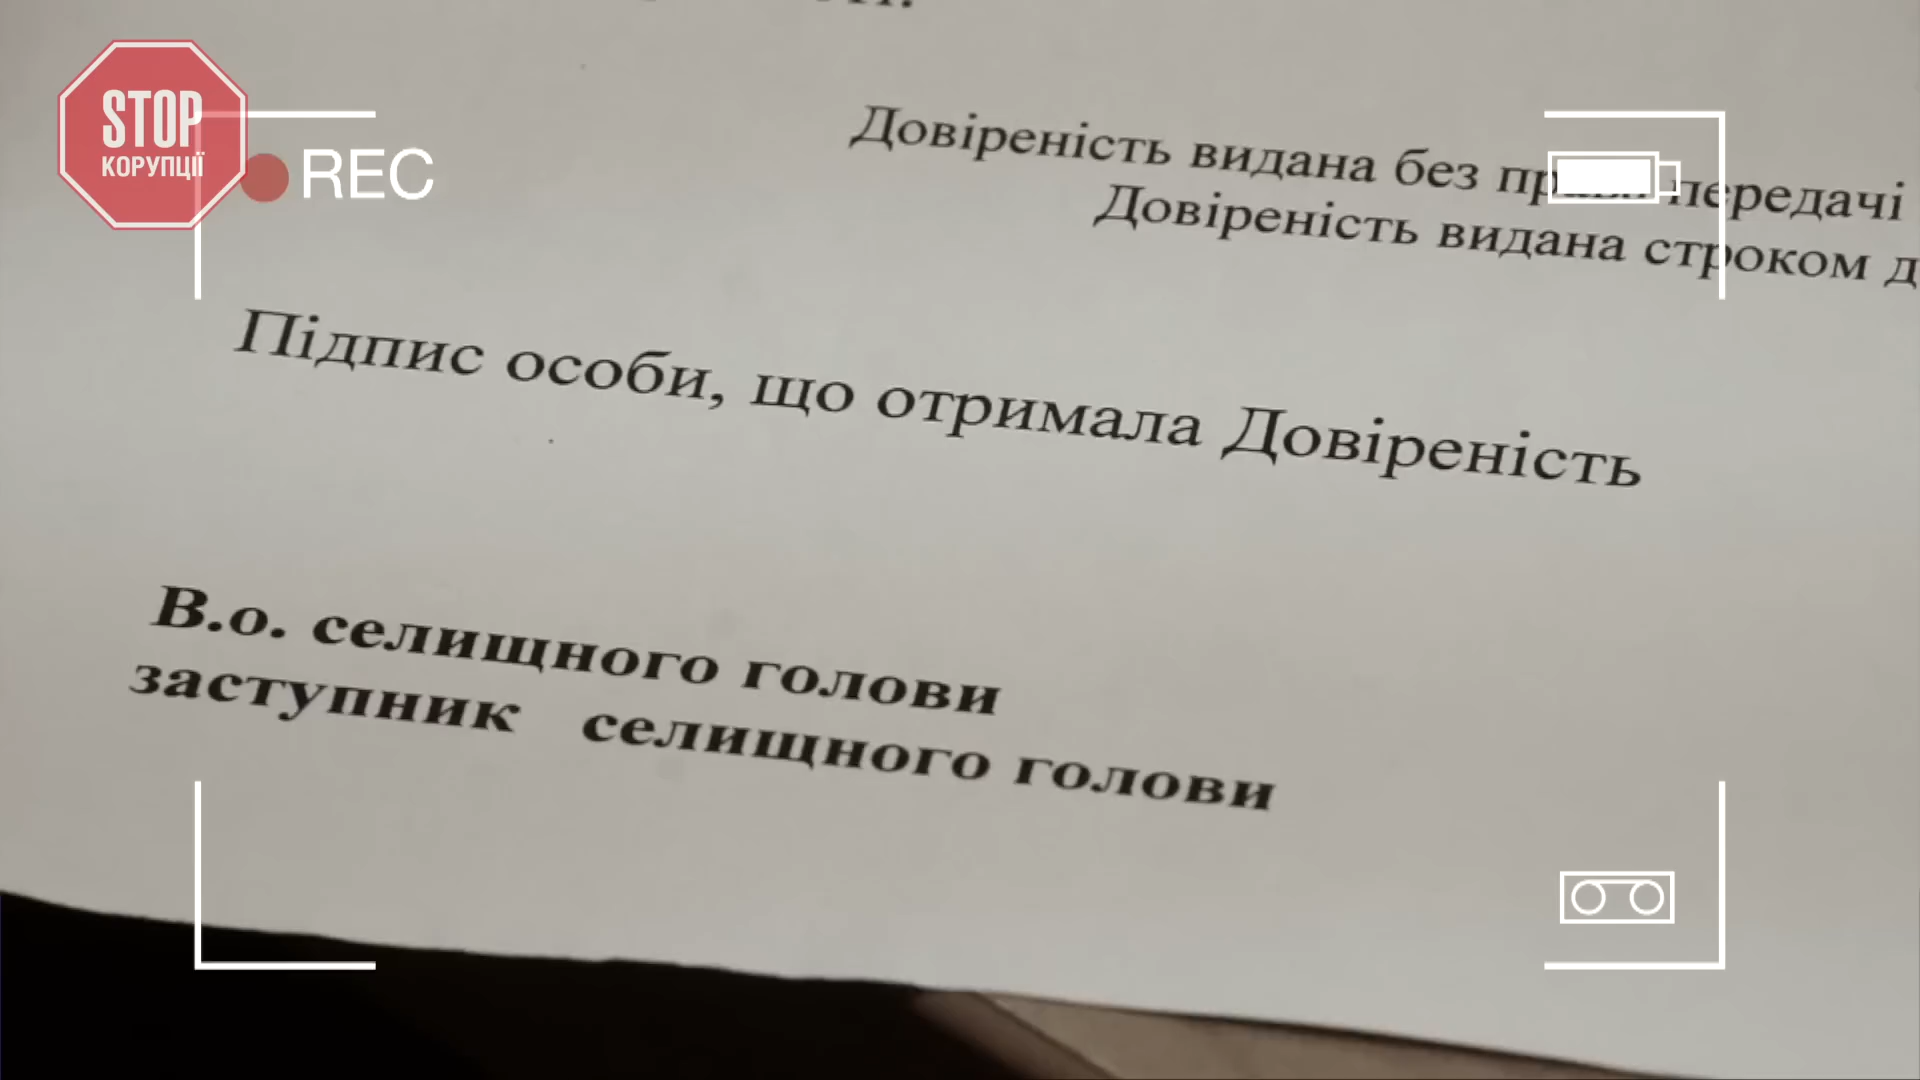 STOP
КОРУПЦІЇ
REC
Довіреність видана без права передачі
Довіреність видана строком
Підпис особи, що отримала Довіреність
В.о. селищного голови
заступник селищного голови